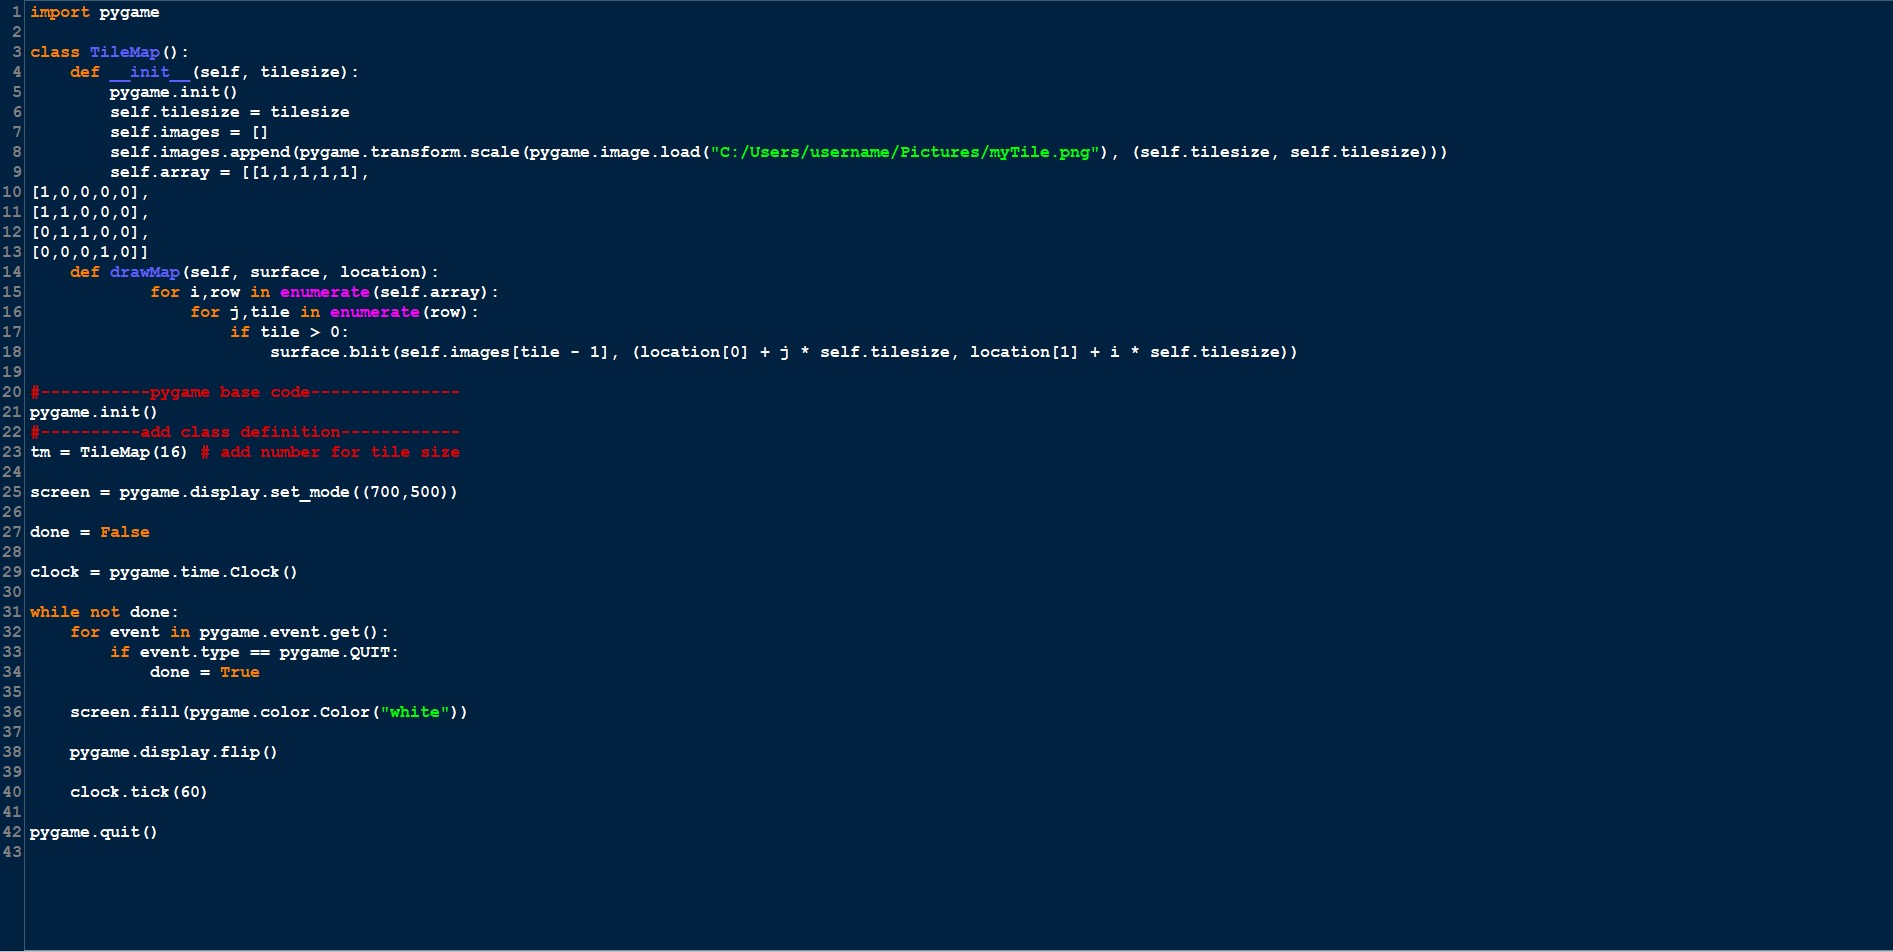 1 import pygame
2
3 class TileMap():
4     def __init__(self, tilesize):
5         pygame.init()
6         self.tilesize = tilesize
7         self.images = []
8         self.images.append(pygame.transform.scale(pygame.image.load("C:/Users/username/Pictures/myTile.png"), (self.tilesize, self.tilesize)))
9         self.array = [[1,1,1,1,1],
10 [1,0,0,0,0],
11 [1,1,0,0,0],
12 [0,1,1,0,0],
13 [0,0,0,1,0]]
14     def drawMap(self, surface, location):
15             for i,row in enumerate(self.array):
16                 for j,tile in enumerate(row):
17                     if tile > 0:
18                         surface.blit(self.images[tile - 1], (location[0] + j * self.tilesize, location[1] + i * self.tilesize))
19
20 #-----------pygame base code---------------
21 pygame.init()
22 #----------add class definition------------
23 tm = TileMap(16) # add number for tile size
24
25 screen = pygame.display.set_mode((700,500))
26
27 done = False
28
29 clock = pygame.time.Clock()
30
31 while not done:
32     for event in pygame.event.get():
33         if event.type == pygame.QUIT:
34             done = True
35
36     screen.fill(pygame.color.Color("white"))
37
38     pygame.display.flip()
39
40     clock.tick(60)
41
42 pygame.quit()
43